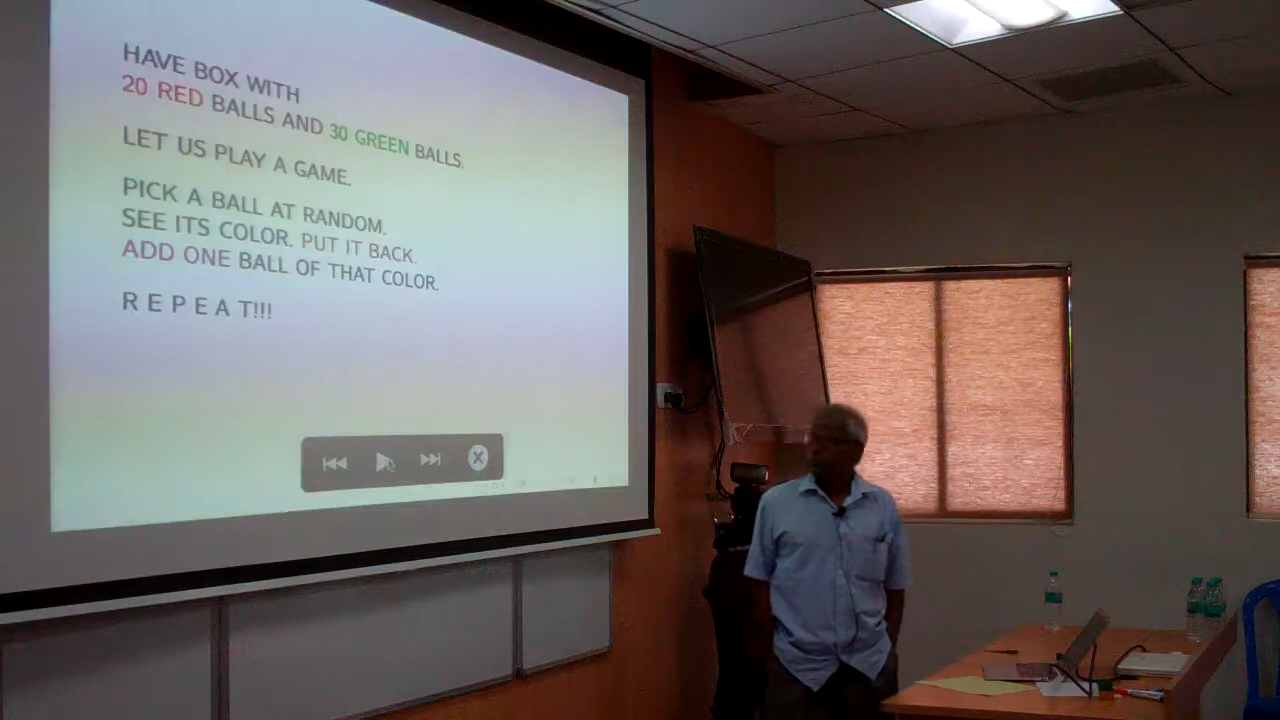 HAVE BOX WITH
20 RED BALLS AND 30 GREEN BALLS.
LET US PLAY A GAME.
PICK A BALL AT RANDOM.
SEE ITS COLOR. PUT IT BACK.
ADD ONE BALL OF THAT COLOR.
R E P E A T!!!